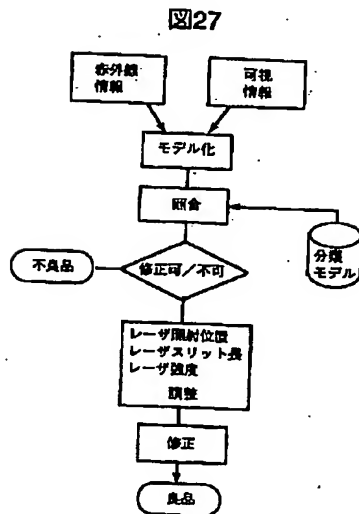 図27
赤外線
情報
可視
情報
モデル化
照合
分類
モデル
不良品
修正可/不可
レーザ照射位置
レーザスリット長
レーザ強度
調整
修正
良品